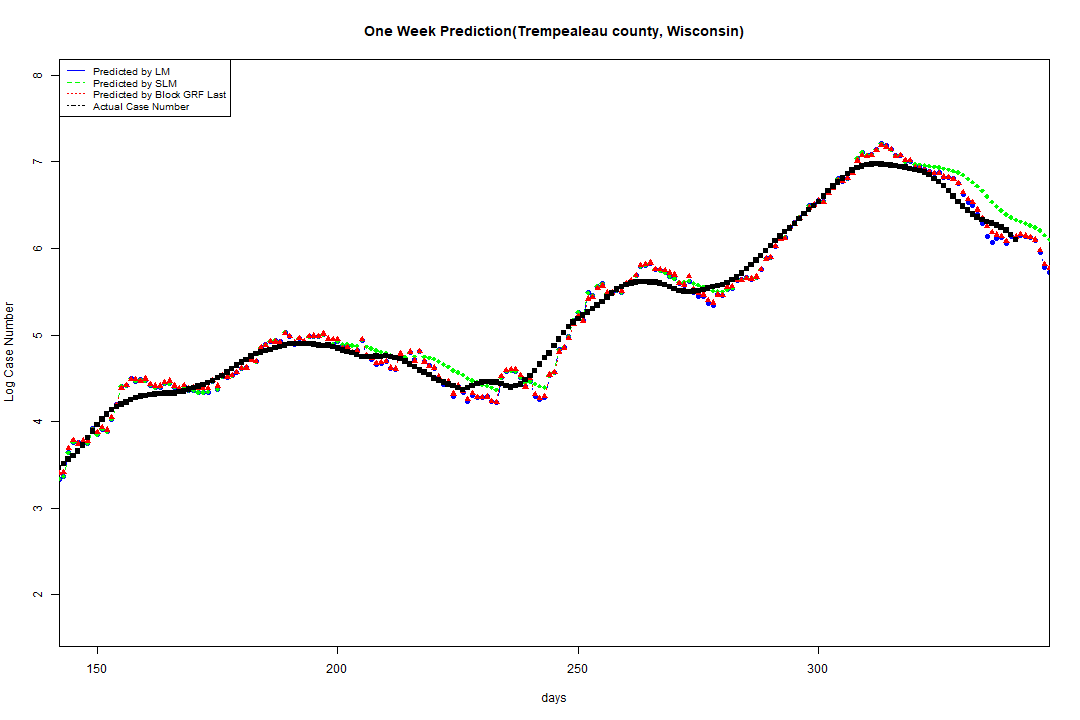 One Week Prediction(Trempealeau county, Wisconsin)
Predicted by LM
Predicted by SLM
Predicted by Block GRF Last
Actual Case Number
8
7
6
5
4
3
2
Log Case Number
150 200 250 300
days